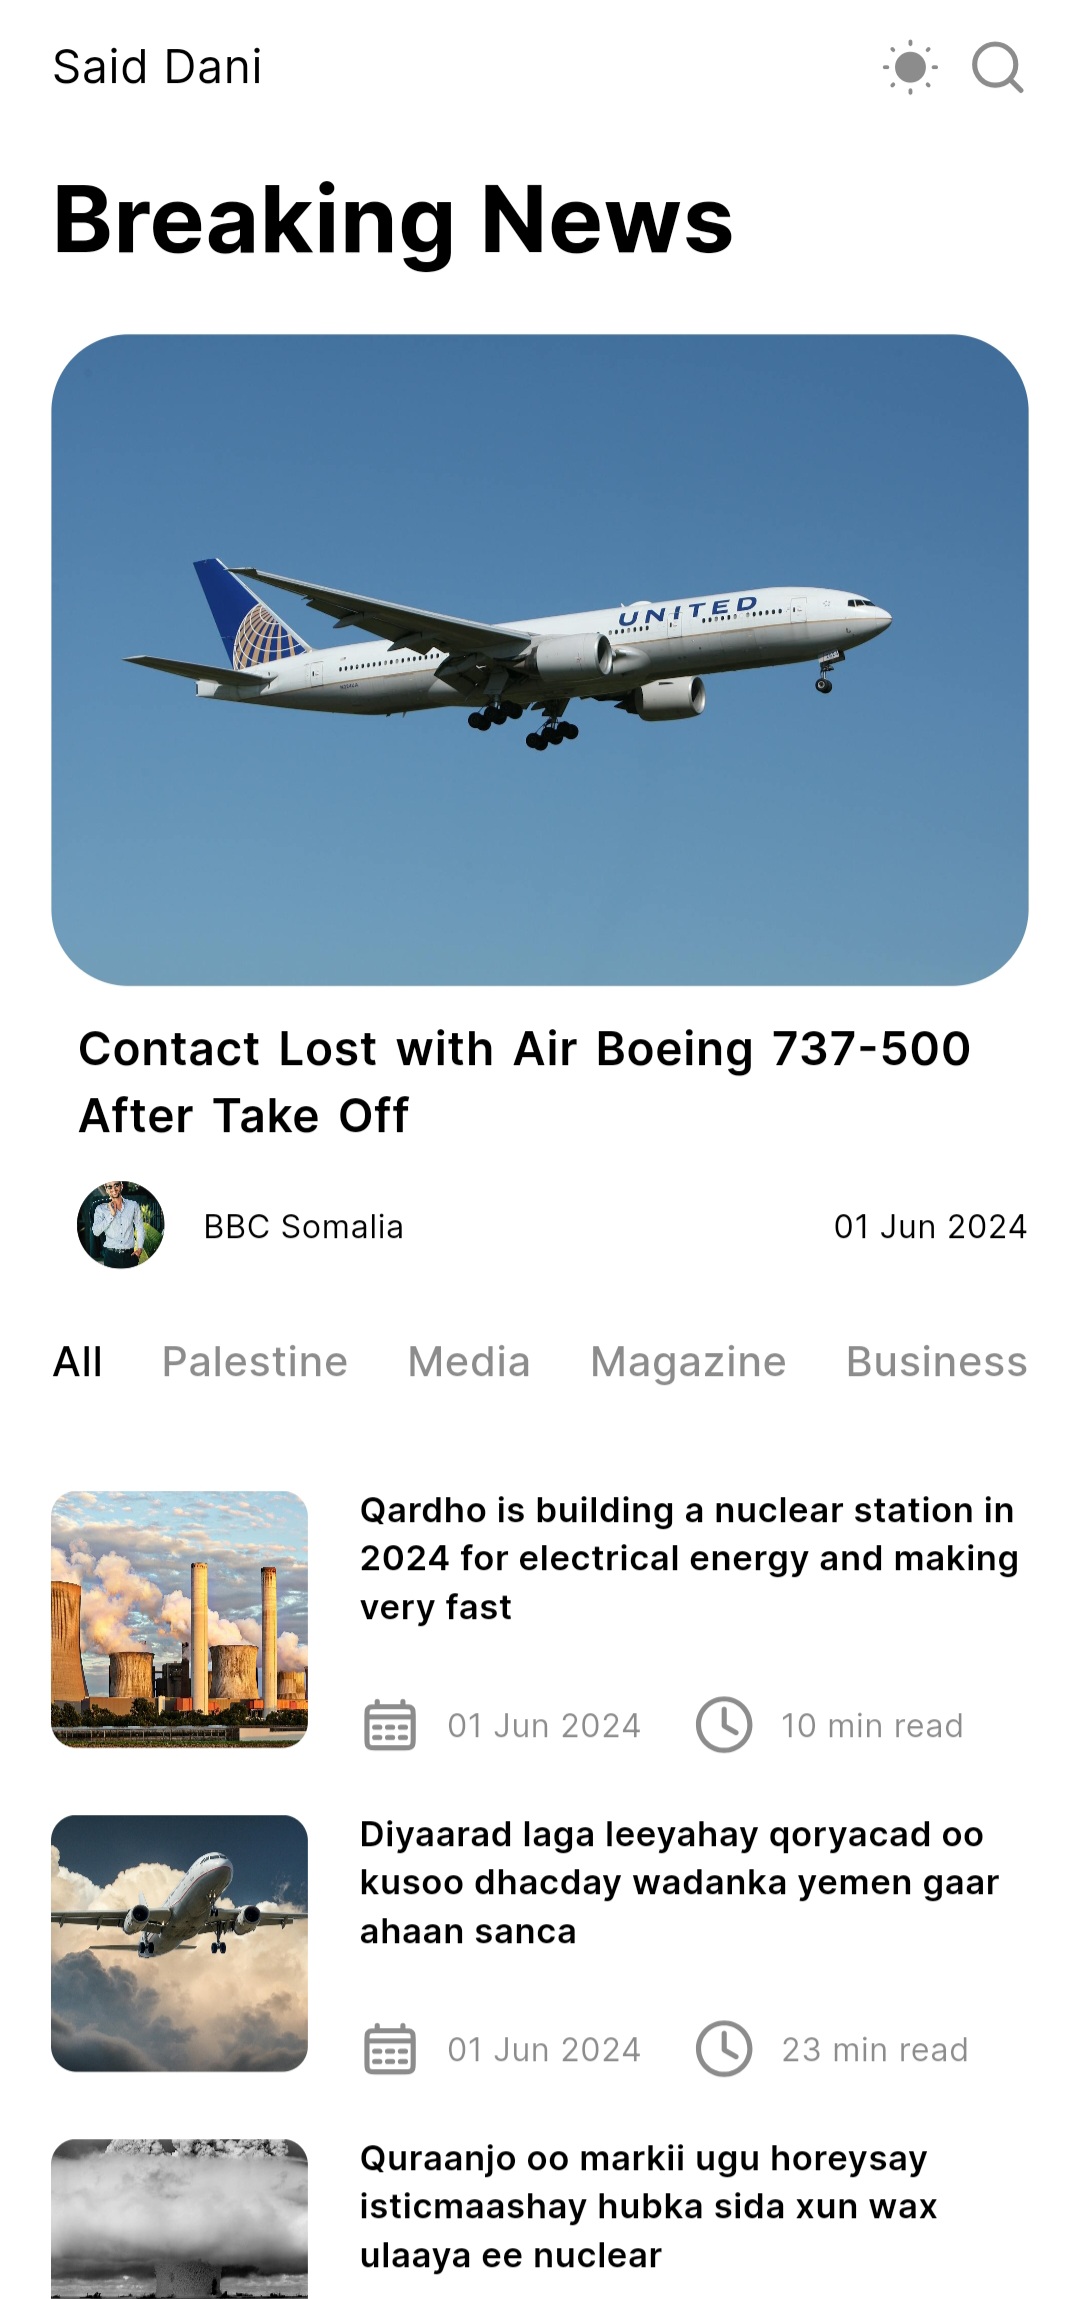 Said Dani
Breaking News
UNITED
Contact Lost with Air Boeing 737-500
After Take Off
BBC Somalia
01 Jun 2024
All Palestine Media Magazine Business
Qardho is building a nuclear station in
2024 for electrical energy and making
very fast
01 Jun 2024 10 min read
Diyaarad laga leeyahay qoryacad oo
kusoo dhacday wadanka yemen gaar
ahaan sanca
01 Jun 2024 23 min read
Quraanjo oo markii ugu horeysay
isticmaashay hubka sida xun wax
ulaaya ee nuclear